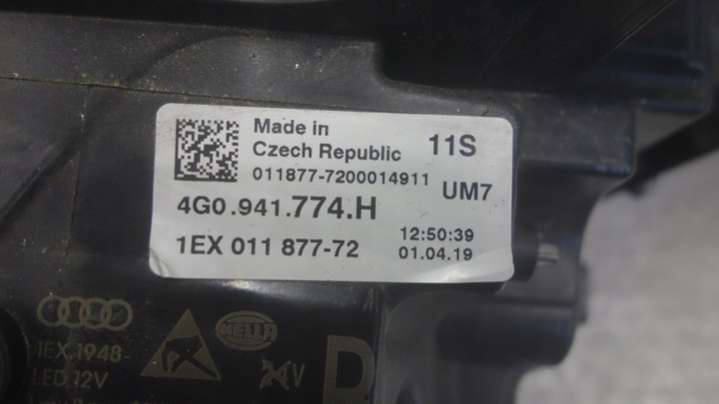 Made in
Czech Republic
11S
011877-7200014911
UM7
4G0.941.774.H
1EX 011 877-72
12:50:39
01.04.19
HELLA
1EX.1948-
LED 12V
24V
D